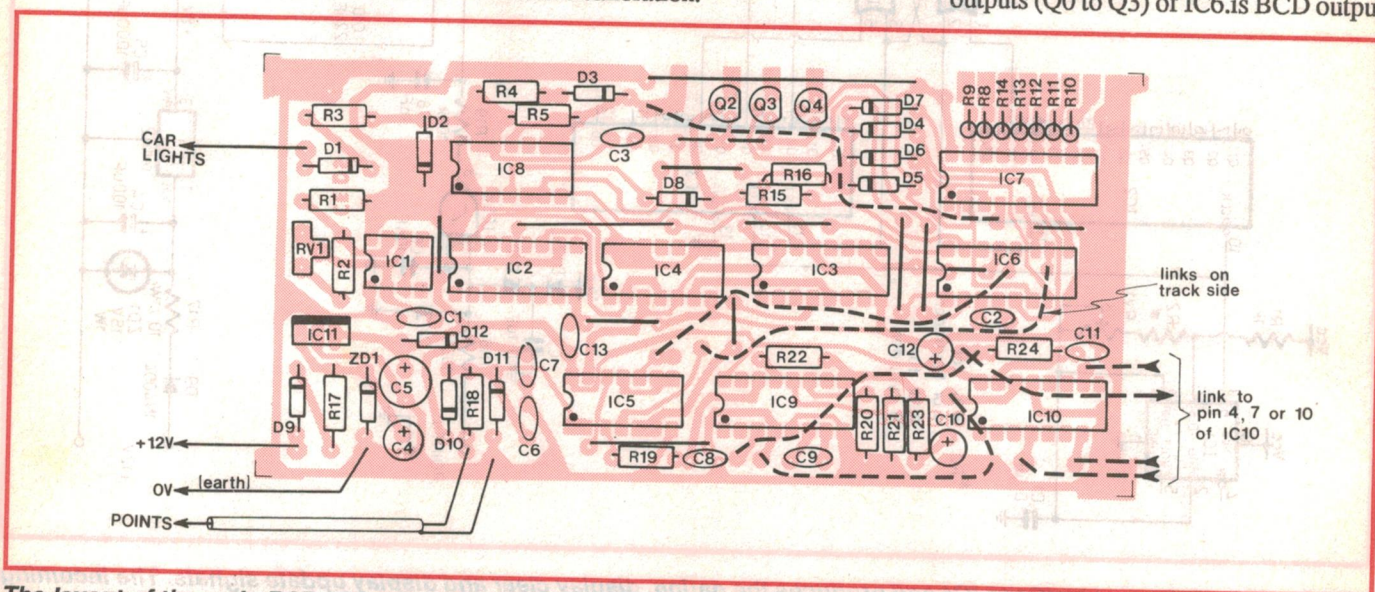 outputs (Q0 to Q3) of IC6.is BCD outpu
D3
R4
R5
R3
D2
CAR
LIGHTS
D1
R1
IC8
C3
Q2 Q3 Q4
D7
D4
D6
D5
R9
R8
R14
R13
R12
R11
R10
IC7
R16
R15
D8
RV1
R2
IC1
IC2
IC4
IC3
IC6
links on
track side
IC11
C1
D12
C13
C2
C11
C12
R24
R22
ZD1
C5
D11
C7
D9
R17
D10
R18
C4
C6
IC5
IC9
R20
R21
R23
C10
IC10
link to
pin 4, 7 or 10
of IC10
R19
C8
C9
+12V
0V (earth)
POINTS